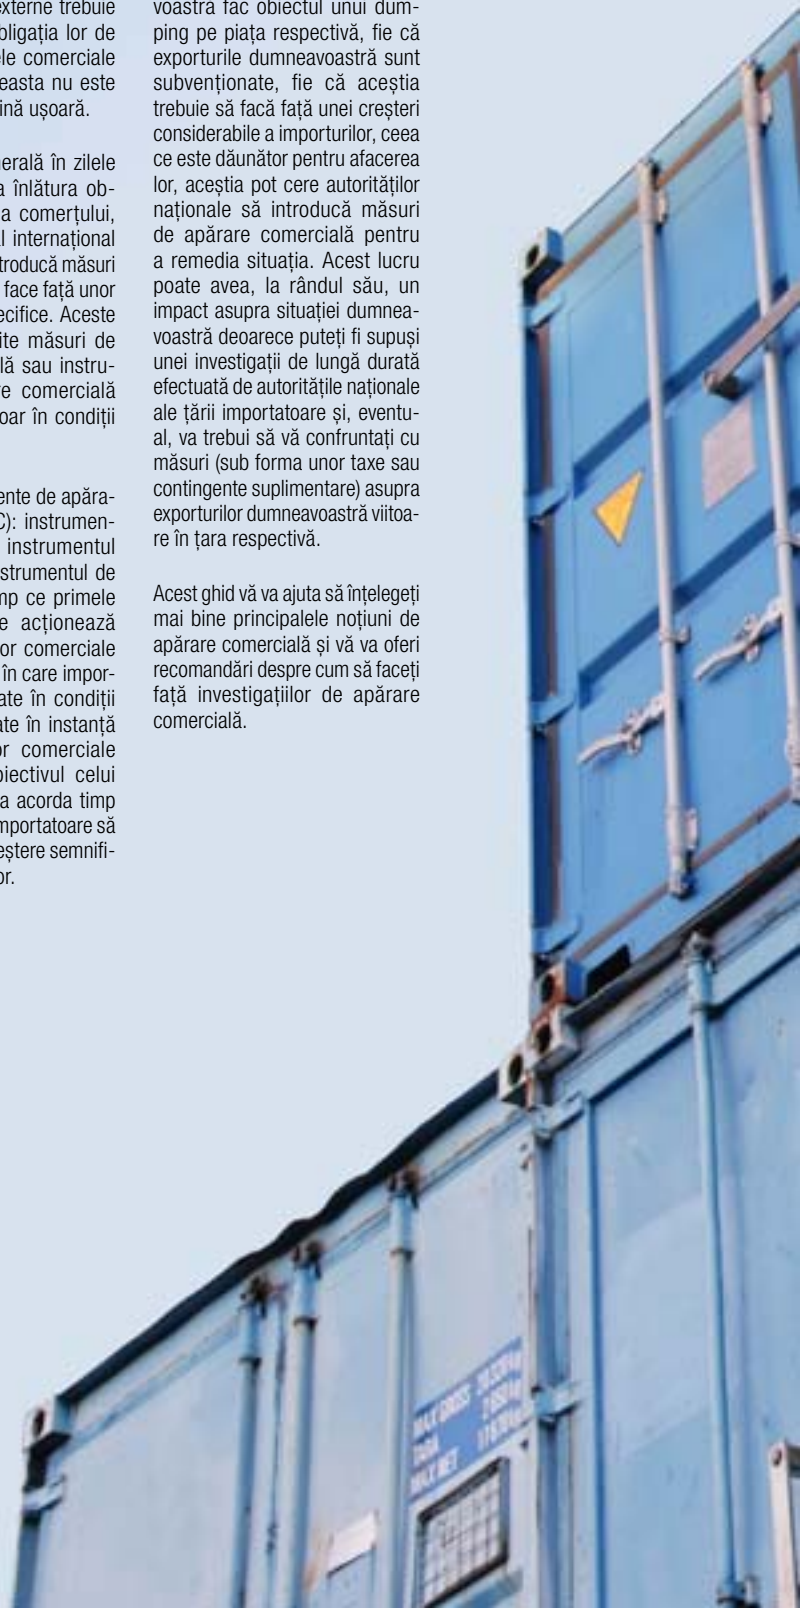 externe trebuie
bligația lor de
le comerciale
easta nu este
ină ușoară.
nerală în zilele
a înlătura ob-
a comerțului,
l internațional
troducă măsuri
face față unor
ecifice. Aceste
ite măsuri de
lă sau instru-
e comercială
oar în condiții
ente de apăra-
C): instrumen-
instrumentul
strumentul de
mp ce primele
e acționează
or comerciale
în care impor-
ate în condiții
ate în instanță
or comerciale
biectivul celui
a acorda timp
mportatoare să
eștere semnifi-
or.
voastră fac obiectul unui dum-
ping pe piața respectivă, fie că
exporturile dumneavoastră sunt
subvenționate, fie că aceștia
trebuie să facă față unei creșteri
considerabile a importurilor, ceea
ce este dăunător pentru afacerea
lor, aceștia pot cere autorităților
naționale să introducă măsuri
de apărare comercială pentru
a remedia situația. Acest lucru
poate avea, la rândul său, un
impact asupra situației dumnea-
voastră deoarece puteți fi supuși
unei investigații de lungă durată
efectuată de autoritățile naționale
ale țării importatoare și, eventu-
al, va trebui să vă confruntați cu
măsuri (sub forma unor taxe sau
contingente suplimentare) asupra
exporturilor dumneavoastră viitoa-
re în țara respectivă.
Acest ghid vă va ajuta să înțelegeți
mai bine principalele noțiuni de
apărare comercială și vă va oferi
recomandări despre cum să faceți
față investigațiilor de apărare
comercială.
MAX GROSS
TARA
MAX NET